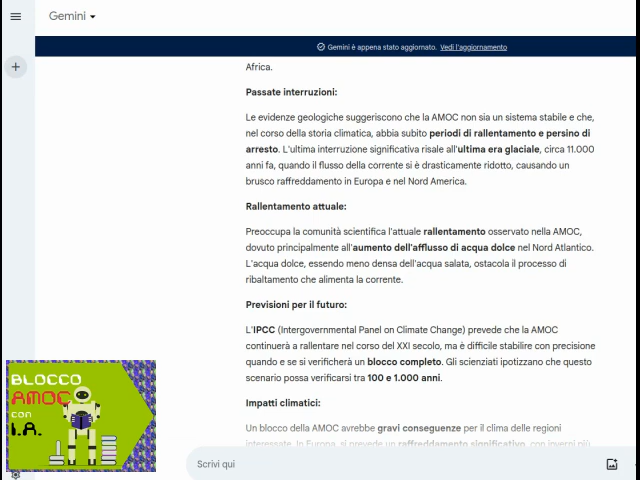 Gemini
Gemini è appena stato aggiornato. Vedi l'aggiornamento
Africa.
Passate interruzioni:
Le evidenze geologiche suggeriscono che la AMOC non sia un sistema stabile e che,
nel corso della storia climatica, abbia subito periodi di rallentamento e persino di
arresto. L'ultima interruzione significativa risale all'ultima era glaciale, circa 11.000
anni fa, quando il flusso della corrente si è drasticamente ridotto, causando un
brusco raffreddamento in Europa e nel Nord America.
Rallentamento attuale:
Preoccupa la comunità scientifica l'attuale rallentamento osservato nella AMOC,
dovuto principalmente all'aumento dell'afflusso di acqua dolce nel Nord Atlantico.
L'acqua dolce, essendo meno densa dell'acqua salata, ostacola il processo di
ribaltamento che alimenta la corrente.
Previsioni per il futuro:
L'IPCC (Intergovernmental Panel on Climate Change) prevede che la AMOC
continuerà a rallentare nel corso del XXI secolo, ma è difficile stabilire con precisione
quando e se si verificherà un blocco completo. Gli scienziati ipotizzano che questo
scenario possa verificarsi tra 100 e 1.000 anni.
Impatti climatici:
Un blocco della AMOC avrebbe gravi conseguenze per il clima delle regioni
interessate. In Europa, si prevede un raffreddamento significativo, con inverni più
BLOCCO
AMOC
con
I.A.
Scrivi qui